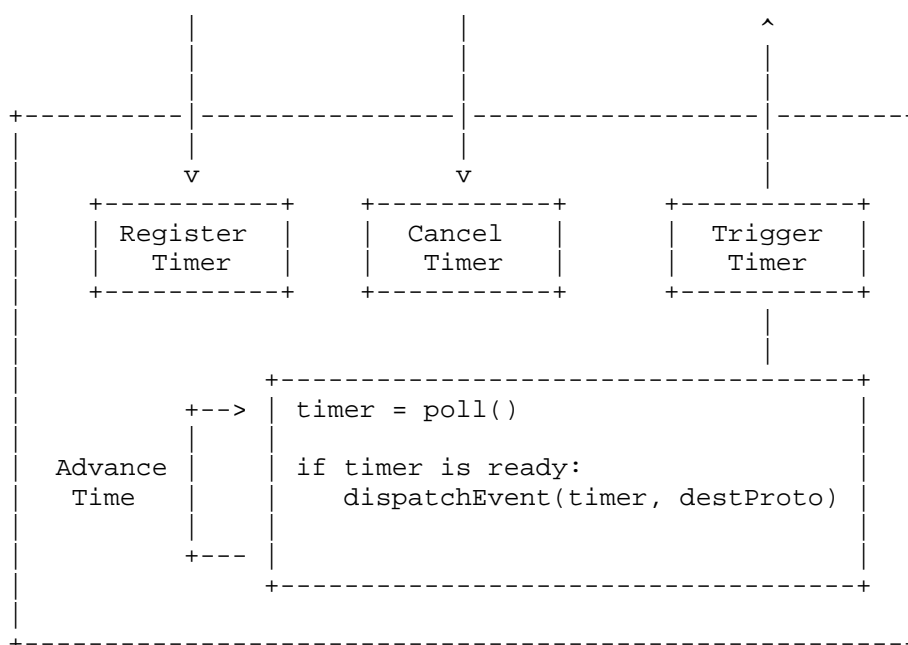 Register
Timer
Cancel
Timer
Trigger
Timer
timer = poll()
if timer is ready:
dispatchEvent(timer, destProto)
Advance
Time